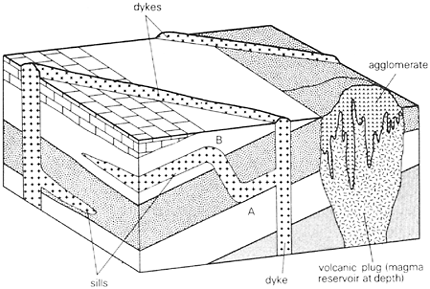 dykes
agglomerate
B
A
sills
dyke
volcanic plug (magma
reservoir at depth)